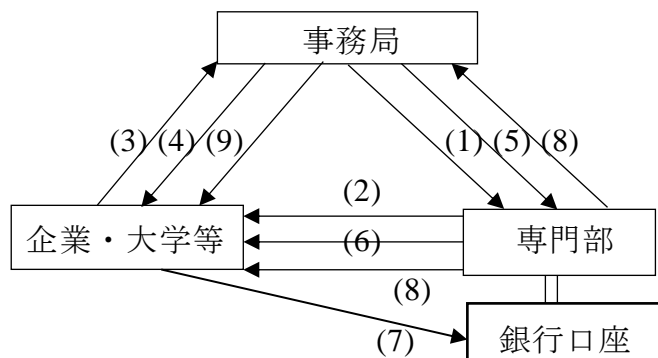 事務局
(3) (4) (9) (1) (5) (8)
(2)
企業・大学等 (6) 専門部
(8)
(7) 銀行口座